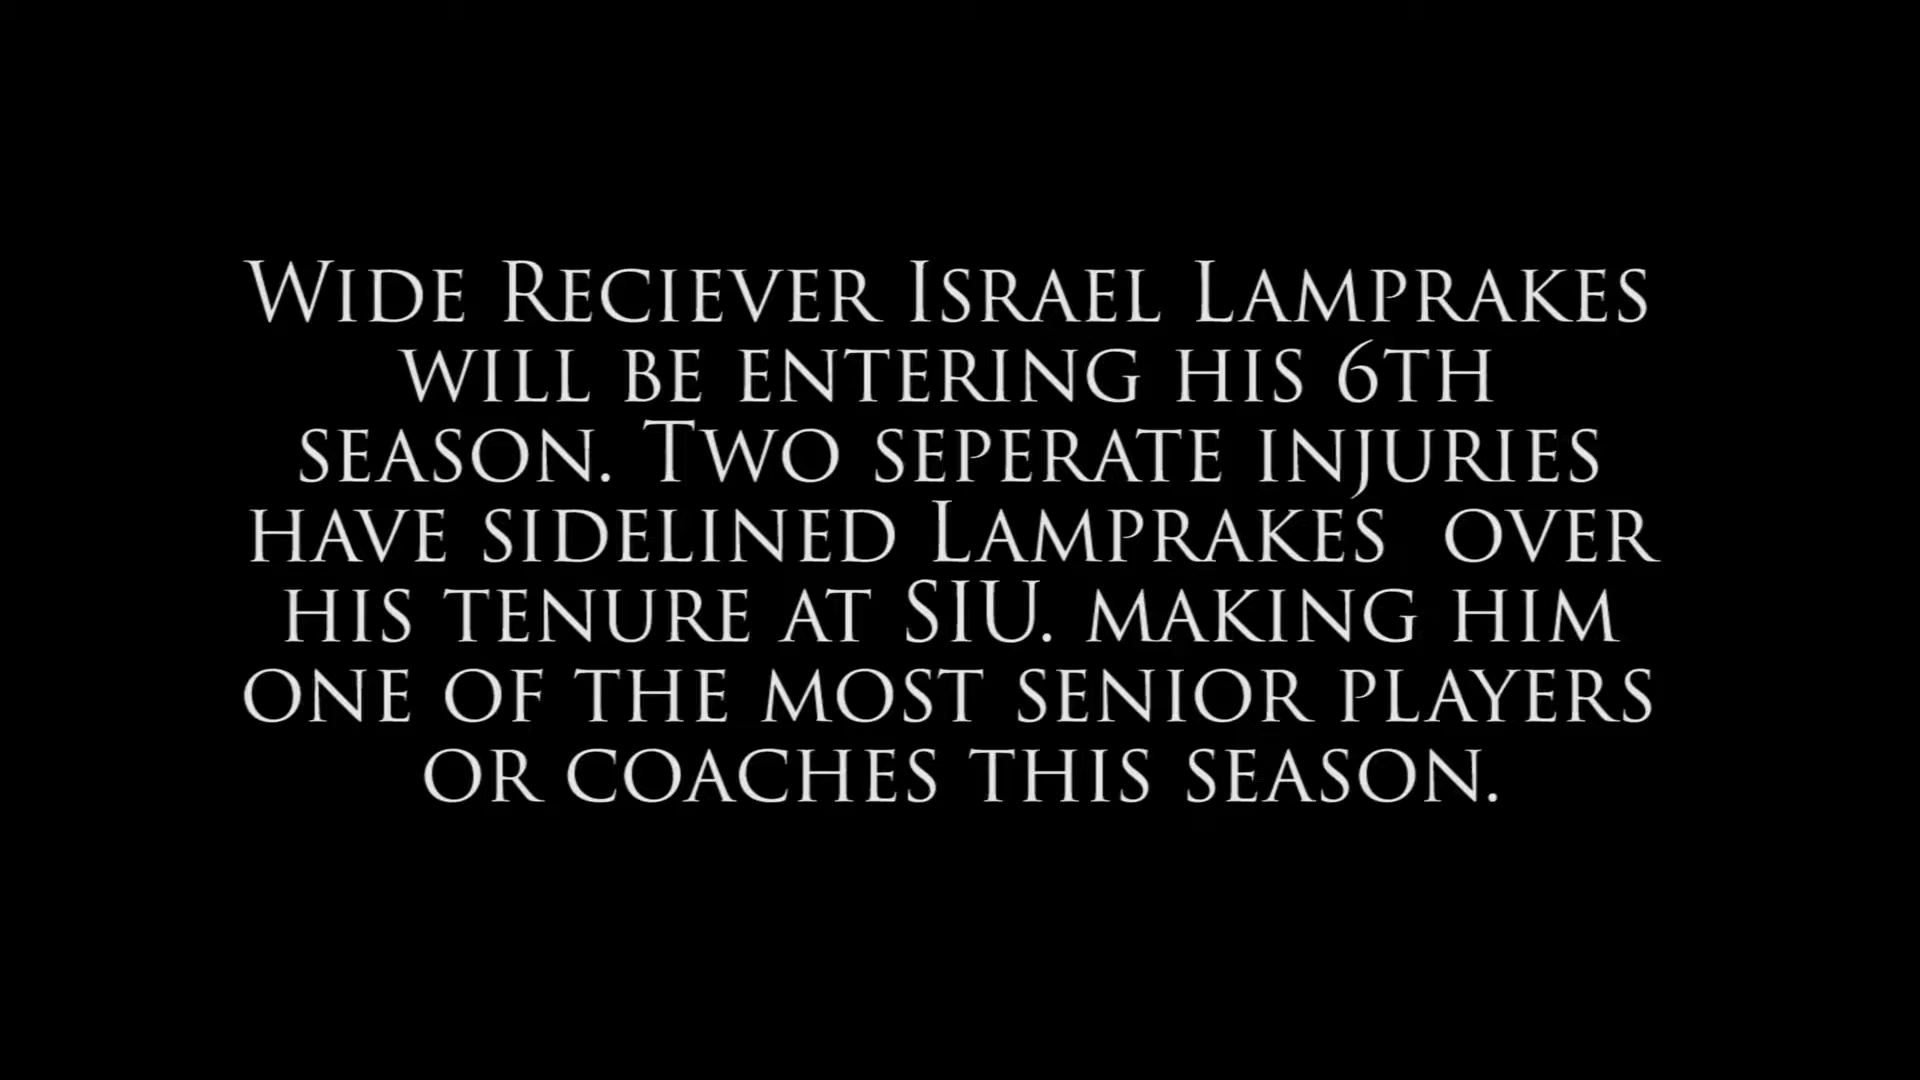 Wide Reciever Israel Lamprakes
will be entering his 6th
season. Two seperate injuries
have sidelined Lamprakes  over
his tenure at SIU. making him
one of the most senior players
or coaches this season.